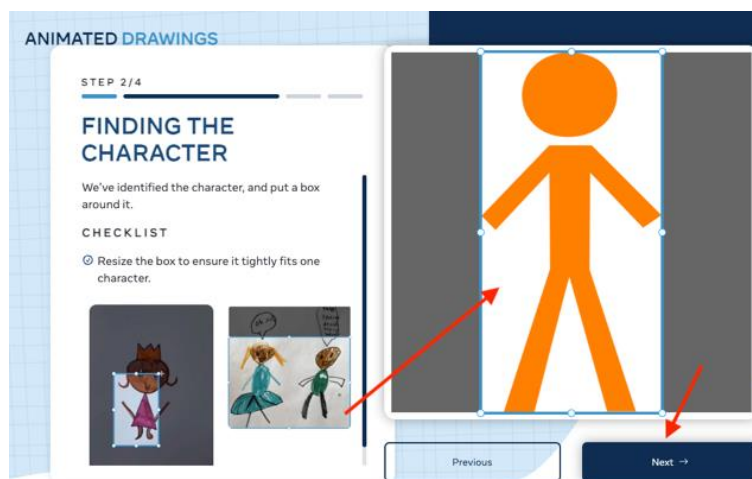 ANIMATED DRAWINGS
STEP 2/4
FINDING THE
CHARACTER
We've identified the character, and put a box
around it.
CHECKLIST
Resize the box to ensure it tightly fits one
character.
Previous
Next →